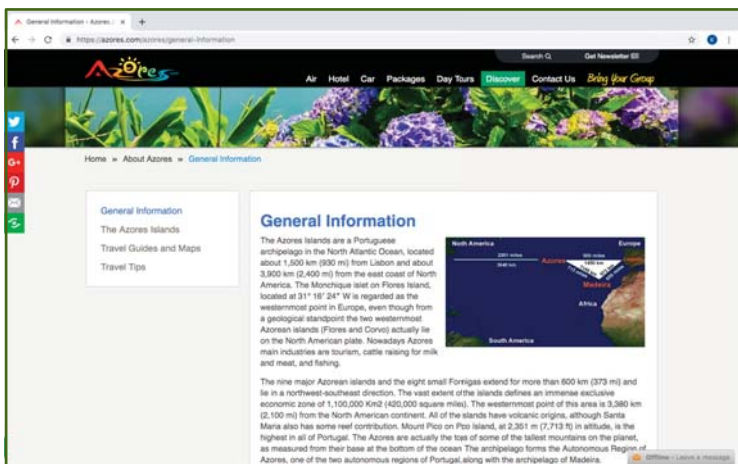 General Information - Azores
https://azores.com/azores/general-information
Search
Get Newsletter
Azores
Air Hotel Car Packages Day Tours Discover Contact Us Bring Your Group
Home » About Azores » General Information
General Information
The Azores Islands
Travel Guides and Maps
Travel Tips
General Information
The Azores Islands are a Portuguese
archipelago in the North Atlantic Ocean, located
about 1,500 km (930 mi) from Lisbon and about
3,900 km (2,400 mi) from the east coast of North
America. The Monchique islet on Flores Island,
located at 31° 16' 24" W is regarded as the
westernmost point in Europe, even though from
a geological standpoint the two westernmost
Azorean islands (Flores and Corvo) actually lie
on the North American plate. Nowadays Azores
main industries are tourism, cattle raising for milk
and meat, and fishing.
North America
Europe
Azores
Madeira
Africa
South America
The nine major Azorean islands and the eight small Formigas extend for more than 600 km (373 mi) and
lie in a northwest-southeast direction. The vast extent ofthe islands defines an immense exclusive
economic zone of 1,100,000 Km2 (420,000 square miles). The westernmost point of this area is 3,380 km
(2,100 mi) from the North American continent. All of the slands have volcanic origins, although Santa
Maria also has some reef contribution. Mount Pico on Pco Island, at 2,351 m (7,713 ft) in altitude, is the
highest in all of Portugal. The Azores are actually the tops of some of the tallest mountains on the planet,
as measured from their base at the bottom of the ocean The archipelago forms the Autonomous Region of
Azores, one of the two autonomous regions of Portugal,along with the archipelago of Madeira.
Offline - Leave a message